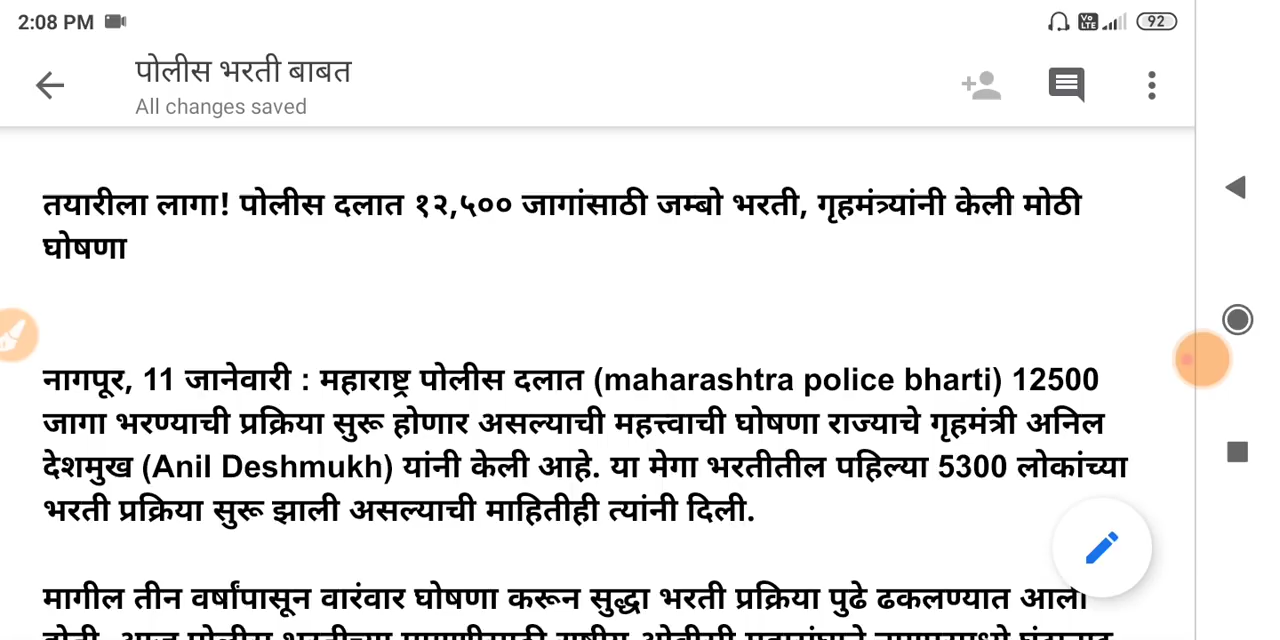 2:08 PM
Vo LTE 92
पोलीस भरती बाबत
All changes saved
तयारीला लागा! पोलीस दलात १२,५०० जागांसाठी जम्बो भरती, गृहमंत्र्यांनी केली मोठी
घोषणा
नागपूर, 11 जानेवारी : महाराष्ट्र पोलीस दलात (maharashtra police bharti) 12500
जागा भरण्याची प्रक्रिया सुरू होणार असल्याची महत्त्वाची घोषणा राज्याचे गृहमंत्री अनिल
देशमुख (Anil Deshmukh) यांनी केली आहे. या मेगा भरतीतील पहिल्या 5300 लोकांच्या
भरती प्रक्रिया सुरू झाली असल्याची माहितीही त्यांनी दिली.
मागील तीन वर्षांपासून वारंवार घोषणा करून सुद्धा भरती प्रक्रिया पुढे ढकलण्यात आली